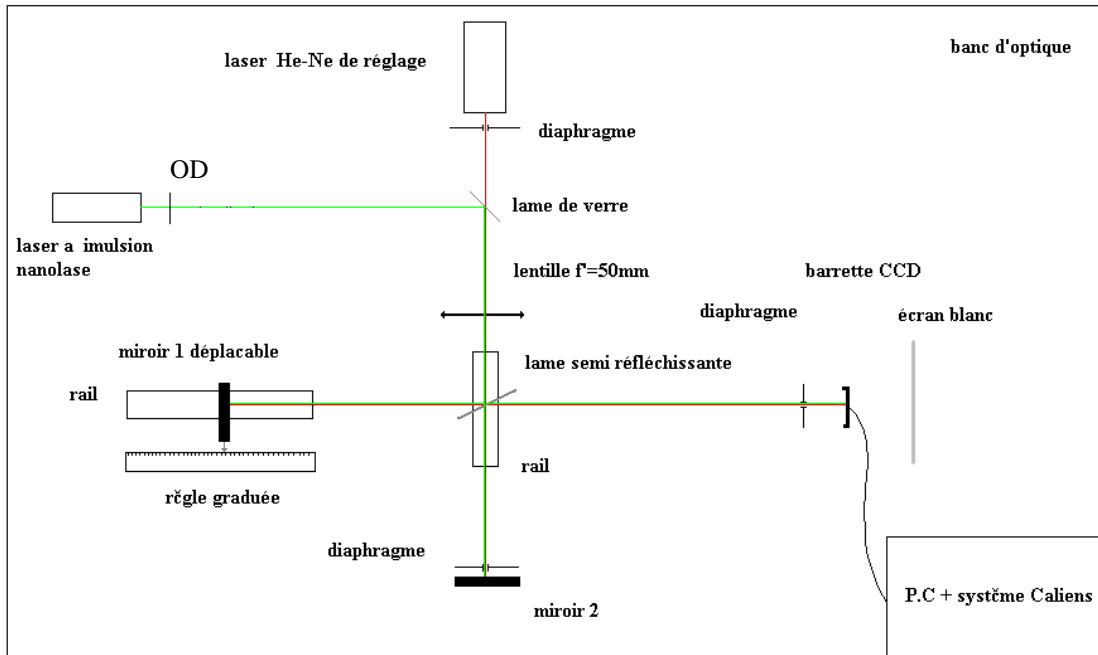 laser  He-Ne de réglage
banc d'optique
diaphragme
OD
lame de verre
laser a  imulsion
nanolase
lentille f'=50mm
barrette CCD
diaphragme
écran blanc
miroir 1 déplacable
lame semi réfléchissante
rail
rail
rčgle graduée
diaphragme
miroir 2
P.C + systčme Caliens